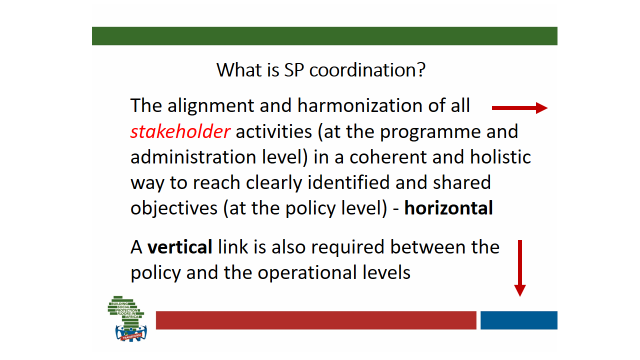 What is SP coordination?
The alignment and harmonization of all
stakeholder activities (at the programme and
administration level) in a coherent and holistic
way to reach clearly identified and shared
objectives (at the policy level) - horizontal
A vertical link is also required between the
policy and the operational levels